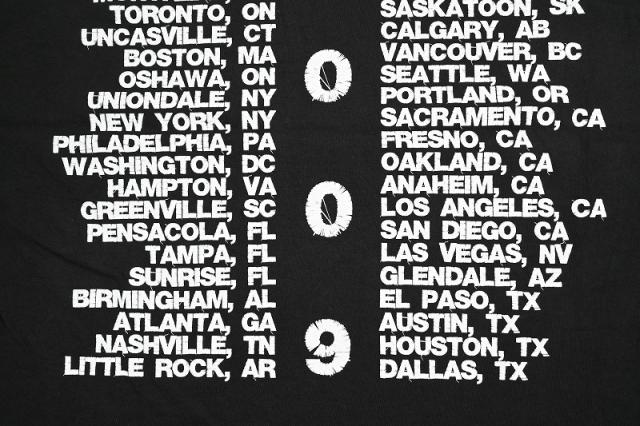 TORONTO, ON
UNCASVILLE, CT
BOSTON, MA
OSHAWA, ON
UNIONDALE, NY
NEW YORK, NY
PHILADELPHIA, PA
WASHINGTON, DC
HAMPTON, VA
GREENVILLE, SC
PENSACOLA, FL
TAMPA, FL
SUNRISE, FL
BIRMINGHAM, AL
ATLANTA, GA
NASHVILLE, TN
LITTLE ROCK, AR
0
0
9
SASKATOON, SK
CALGARY, AB
VANCOUVER, BC
SEATTLE, WA
PORTLAND, OR
SACRAMENTO, CA
FRESNO, CA
OAKLAND, CA
ANAHEIM, CA
LOS ANGELES, CA
SAN DIEGO, CA
LAS VEGAS, NV
GLENDALE, AZ
EL PASO, TX
AUSTIN, TX
HOUSTON, TX
DALLAS, TX